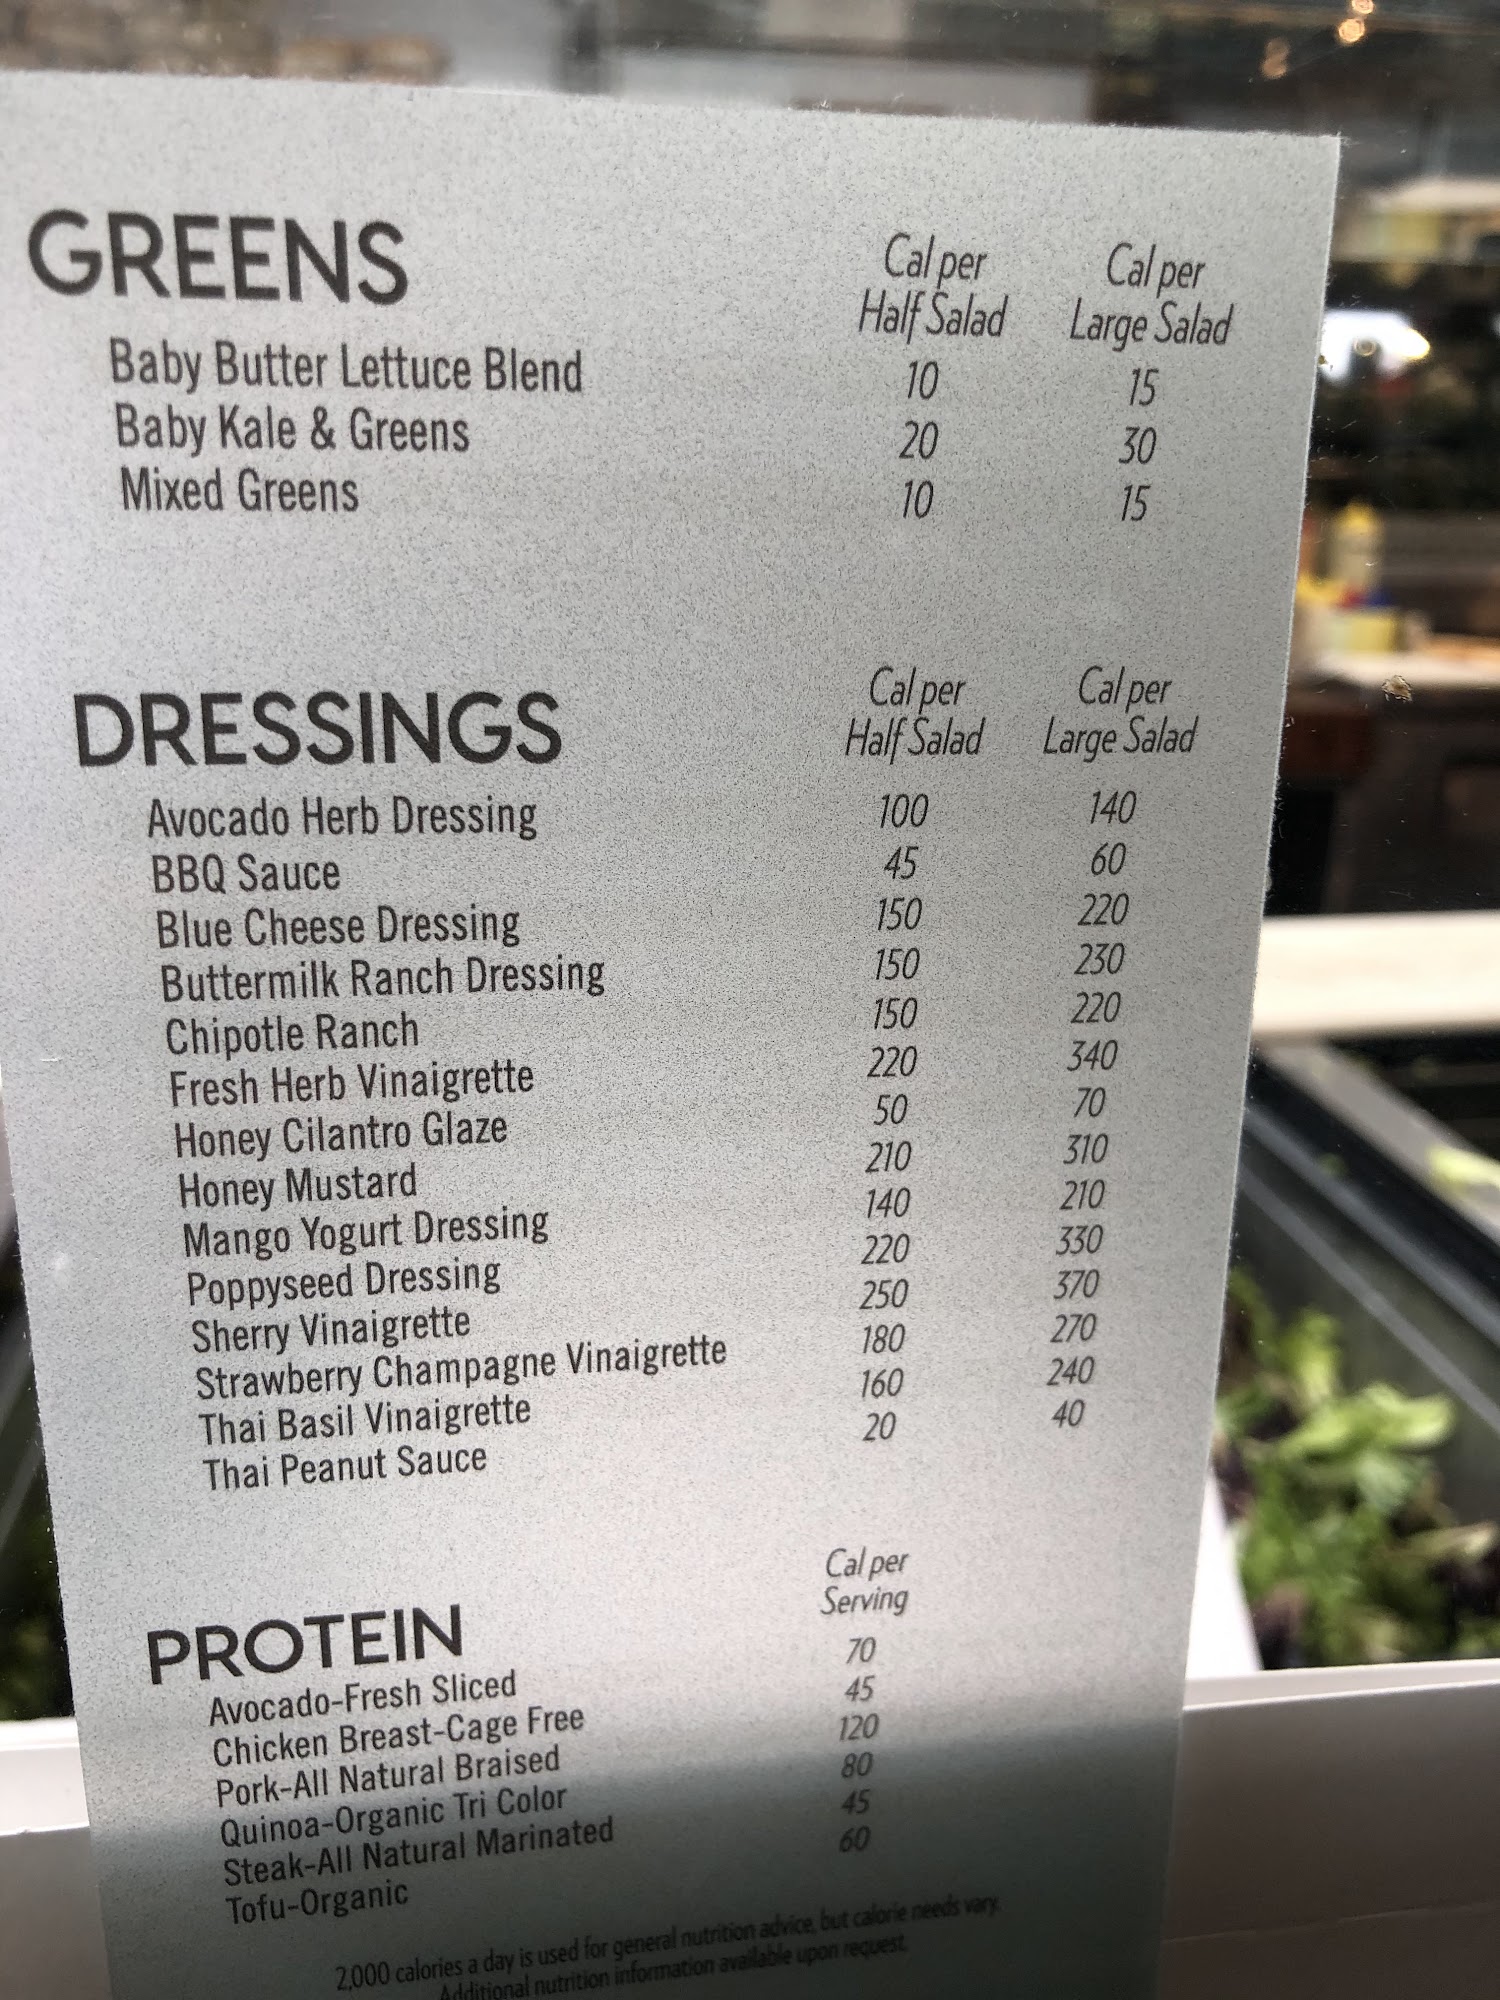 GREENS Cal per Half Salad Cal per Large Salad
Baby Butter Lettuce Blend 10 15
Baby Kale & Greens 20 30
Mixed Greens 10 15
DRESSINGS Cal per Half Salad Cal per Large Salad
Avocado Herb Dressing 100 140
BBQ Sauce 45 60
Blue Cheese Dressing 150 220
Buttermilk Ranch Dressing 150 230
Chipotle Ranch 150 220
Fresh Herb Vinaigrette 220 340
Honey Cilantro Glaze 50 70
Honey Mustard 210 310
Mango Yogurt Dressing 140 210
Poppyseed Dressing 220 330
Sherry Vinaigrette 250 370
Strawberry Champagne Vinaigrette 180 270
Thai Basil Vinaigrette 160 240
Thai Peanut Sauce 20 40
PROTEIN Cal per Serving
Avocado-Fresh Sliced 70
Chicken Breast-Cage Free 45
Pork-All Natural Braised 120
Quinoa-Organic Tri Color 80
Steak-All Natural Marinated 45
Tofu-Organic 60
2,000 calories a day is used for general nutrition advice, but calorie needs vary.
Additional nutrition information available upon request.